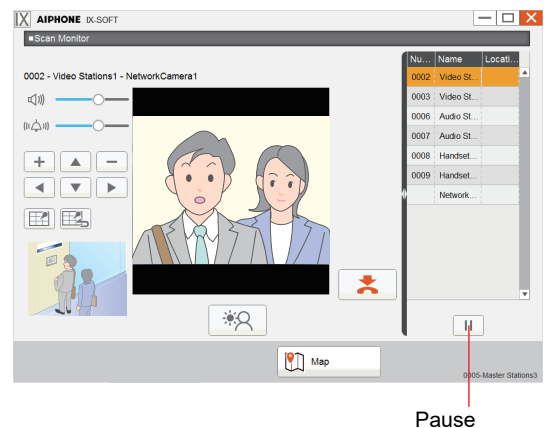 IX AIPHONE IX-SOFT
■Scan Monitor
0002 - Video Stations1 - NetworkCamera1
Nu... Name Locati...
0002 Video St...
0003 Video St...
0006 Audio St...
0007 Audio St...
0008 Handset...
0009 Handset...
Network...
Map
0005-Master Stations3
Pause